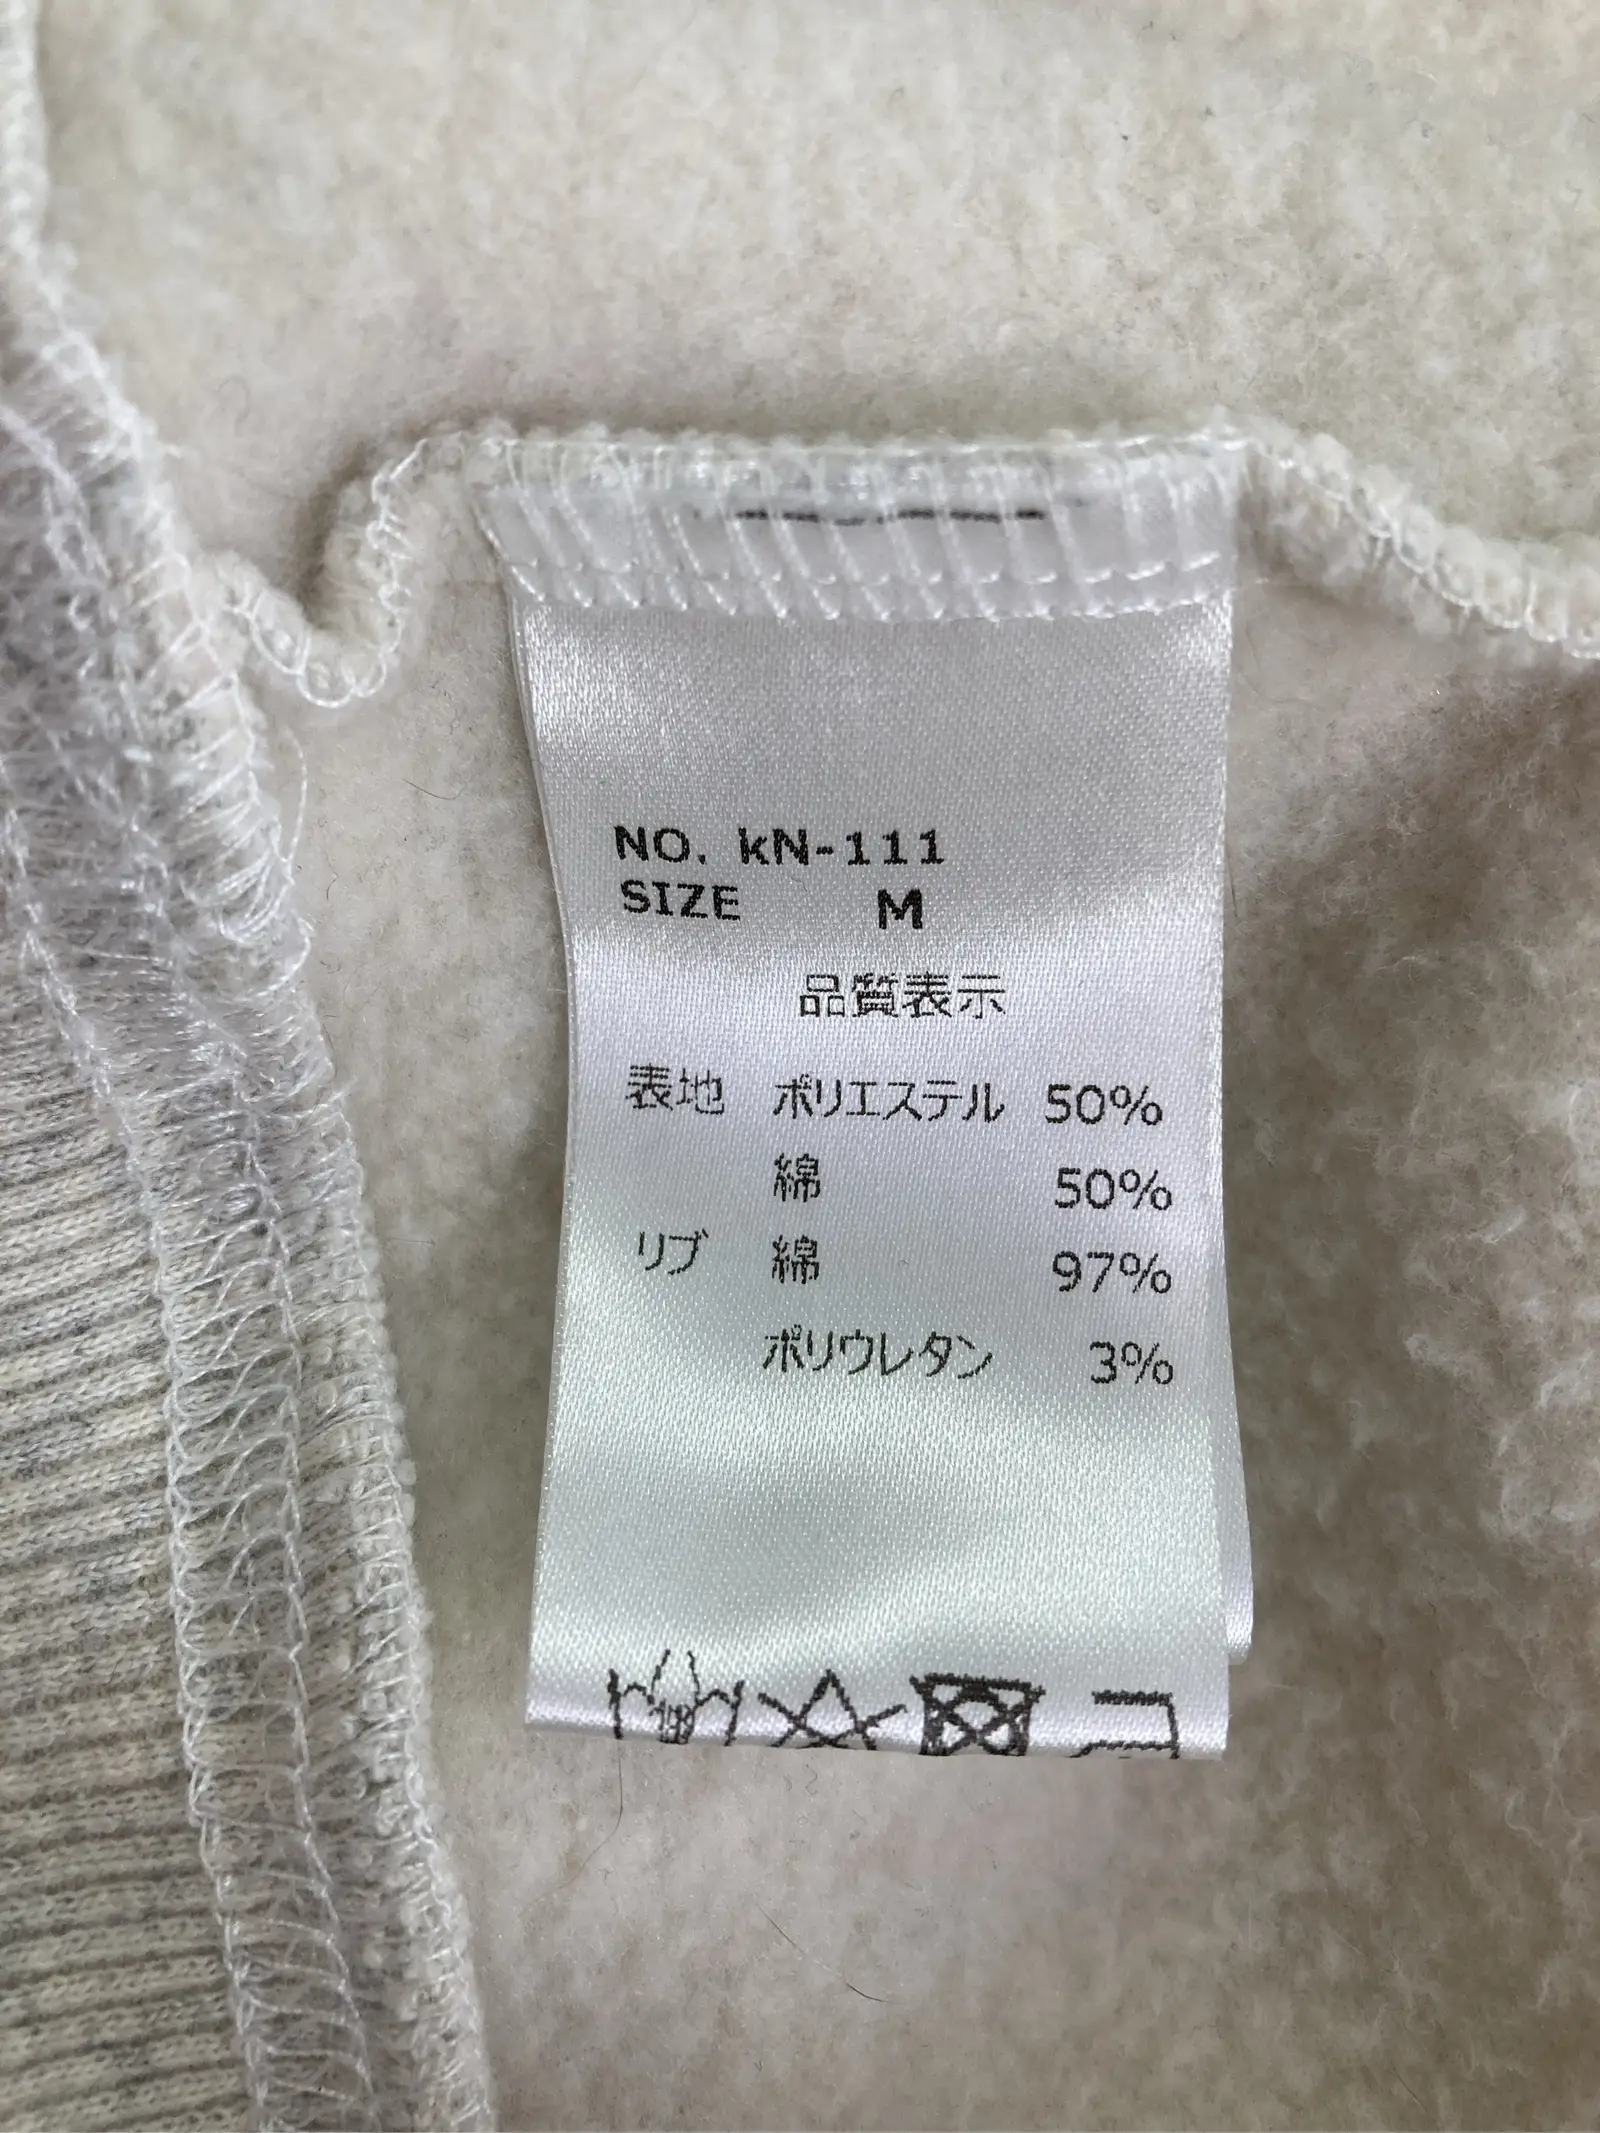 NO. kN-111
SIZE M
品質表示
表地 ポリエステル 50%
綿 50%
リブ 綿 97%
ポリウレタン 3%